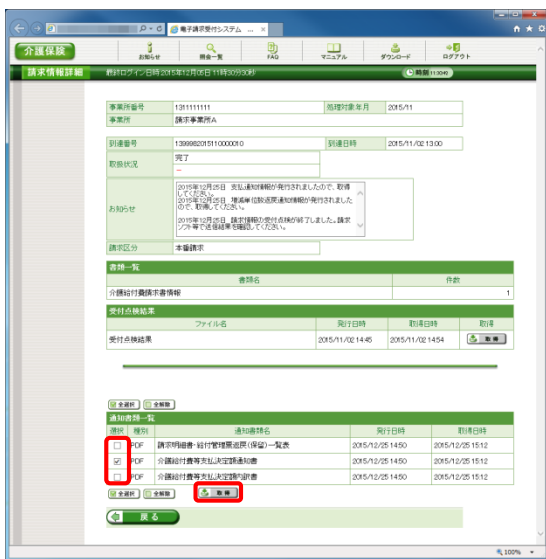 電子請求受付システム ...
介護保険
お知らせ
照会一覧
FAQ
マニュアル
ダウンロード
ログアウト
請求情報詳細
最終ログイン日時 2015年12月05日 11時30分30秒
時刻
事業所番号 1311111111 処理対象年月 2015/11
事業所 請求事業所A
到達番号 1399982015110000010 到達日時 2015/11/02 13:00
取扱状況 完了
－
お知らせ
2015年12月25日 支払通知情報が発行されましたので、取得
してください。
2015年12月25日 増減単位数返戻通知情報が発行されました
ので、取得してください。
2015年12月25日 請求情報の受付点検が終了しました。請求
ソフト等で送信結果を確認してください。
請求区分 本番請求
書類一覧
書類名 件数
介護給付費請求書情報 1
受付点検結果
ファイル名 発行日時 取得日時 取得
受付点検結果 2015/11/02 14:45 2015/11/02 14:54 取得
全選択 全解除
通知書類一覧
選択 種別 通知書類名 発行日時 取得日時
PDF 請求明細書・給付管理票返戻(保留)一覧表 2015/12/25 14:50 2015/12/25 15:12
PDF 介護給付費等支払決定額通知書 2015/12/25 14:50 2015/12/25 15:12
PDF 介護給付費等支払決定額内訳書 2015/12/25 14:50 2015/12/25 15:12
全選択 全解除 取得
戻る
100%